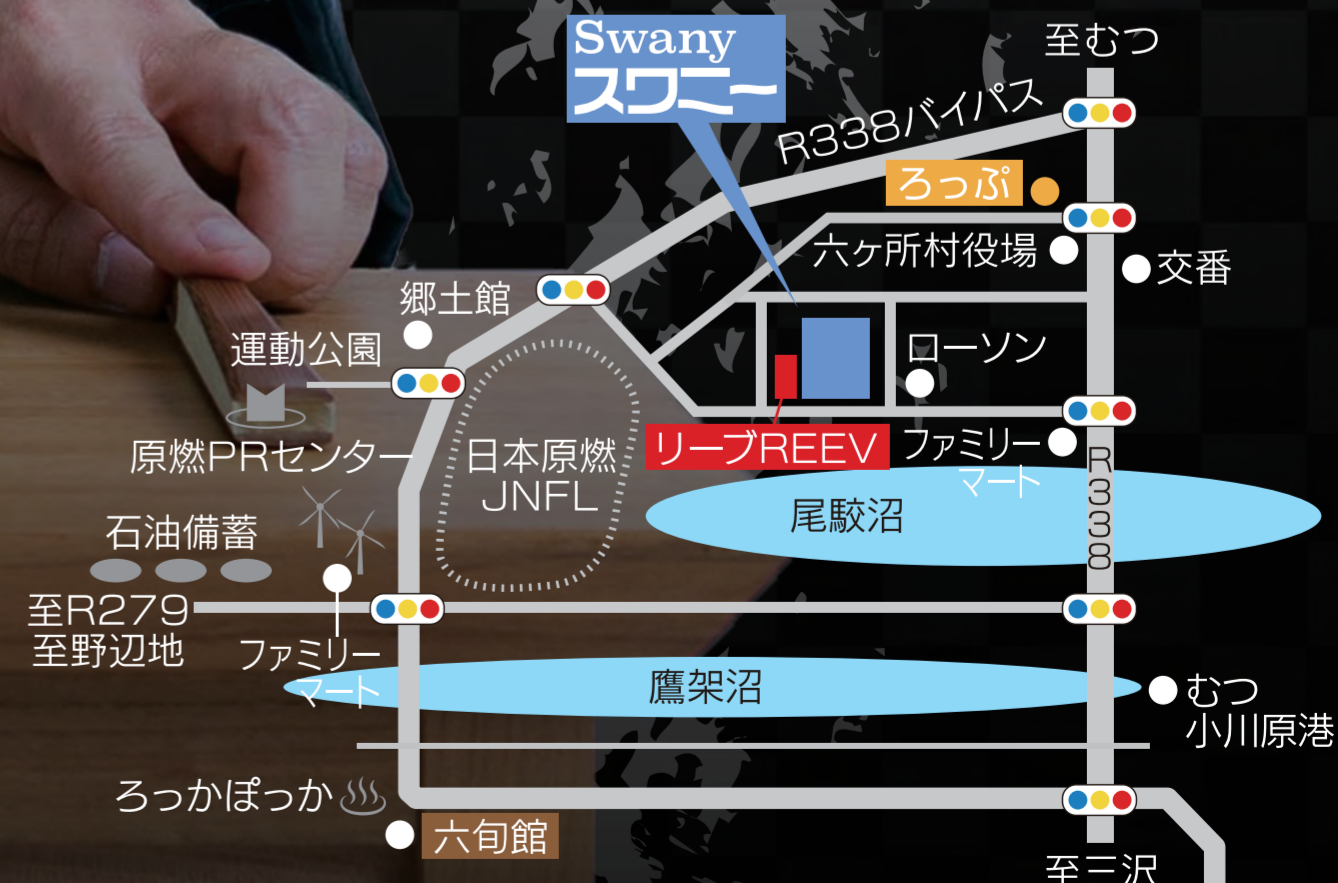 Swany
スワニー
至むつ
R338バイパス
ろっぷ
六ヶ所村役場
交番
郷土館
運動公園
ローソン
原燃PRセンター
日本原燃
JNFL
リーブREEV
ファミリー
マート
R338
尾駮沼
石油備蓄
至R279
至野辺地
ファミリー
マート
鷹架沼
むつ
小川原港
ろっかぽっか
六旬館
至三沢